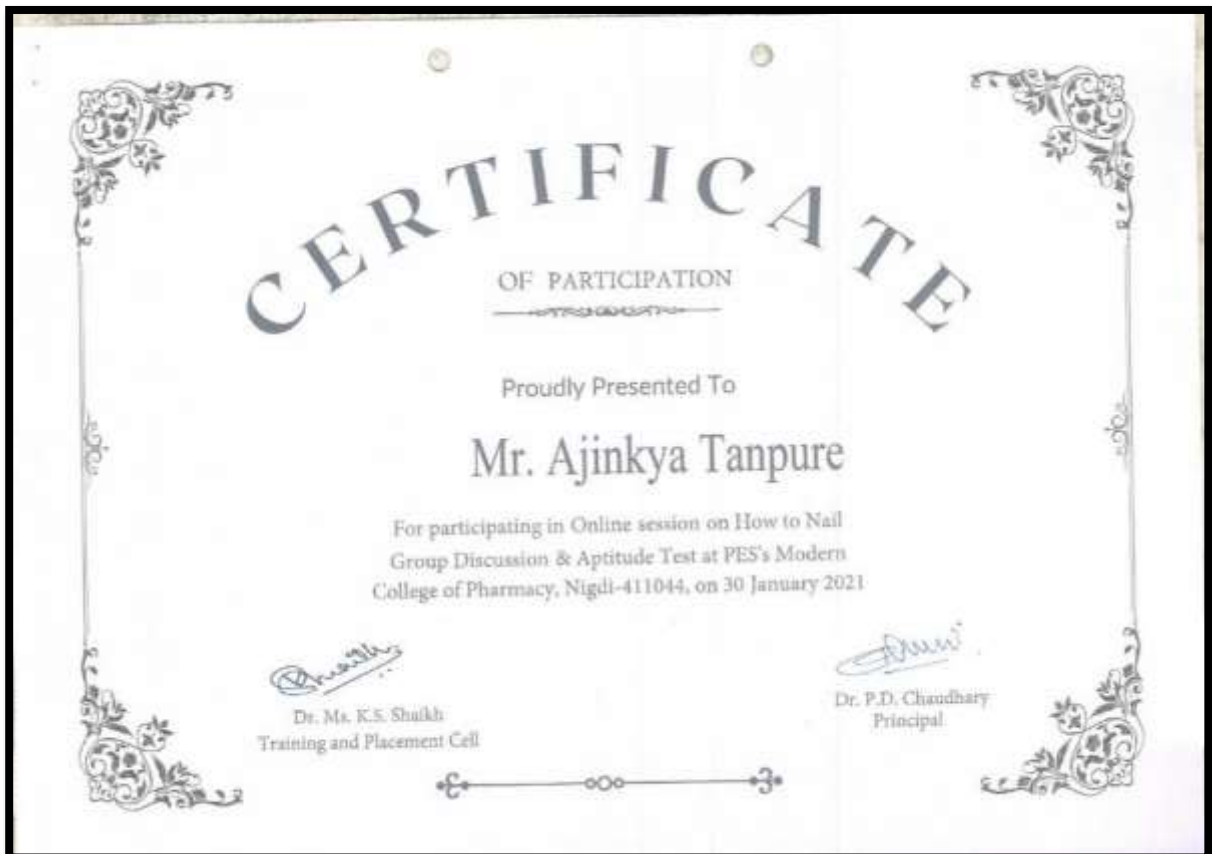 CERTIFICATE
OF PARTICIPATION
Proudly Presented To
Mr. Ajinkya Tanpure
For participating in Online session on How to Nail
Group Discussion & Aptitude Test at PES's Modern
College of Pharmacy, Nigdi-411044, on 30 January 2021
Shaikh
Dr. Ms. K.S. Shaikh
Training and Placement Cell
Dr. P.D. Chaudhary
Principal